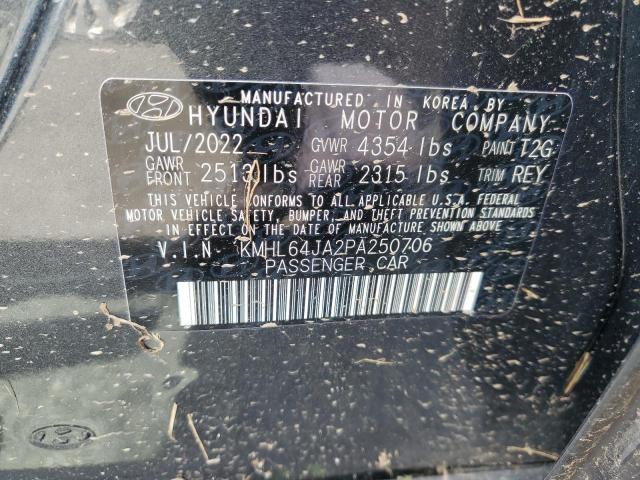 MANUFACTURED IN KOREA BY
HYUNDAI MOTOR COMPANY
JUL/2022 GVWR 4354 lbs PAINT T2G
GAWR FRONT 2513 lbs GAWR REAR 2315 lbs TRIM REY
THIS VEHICLE CONFORMS TO ALL APPLICABLE U.S.A. FEDERAL
MOTOR VEHICLE SAFETY, BUMPER, AND THEFT PREVENTION STANDARDS
IN EFFECT ON THE DATE OF MANUFACTURE SHOWN ABOVE
V.I.N KMHL64JA2PA250706
PASSENGER CAR